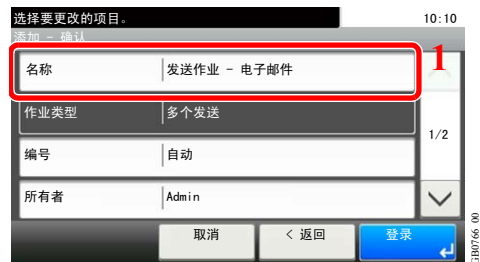 选择要更改的项目。 10:10
添加 - 确认
名称 发送作业 - 电子邮件 1
作业类型 多个发送
1/2
编号 自动
所有者 Admin
取消 < 返回 登录
GB0766_00